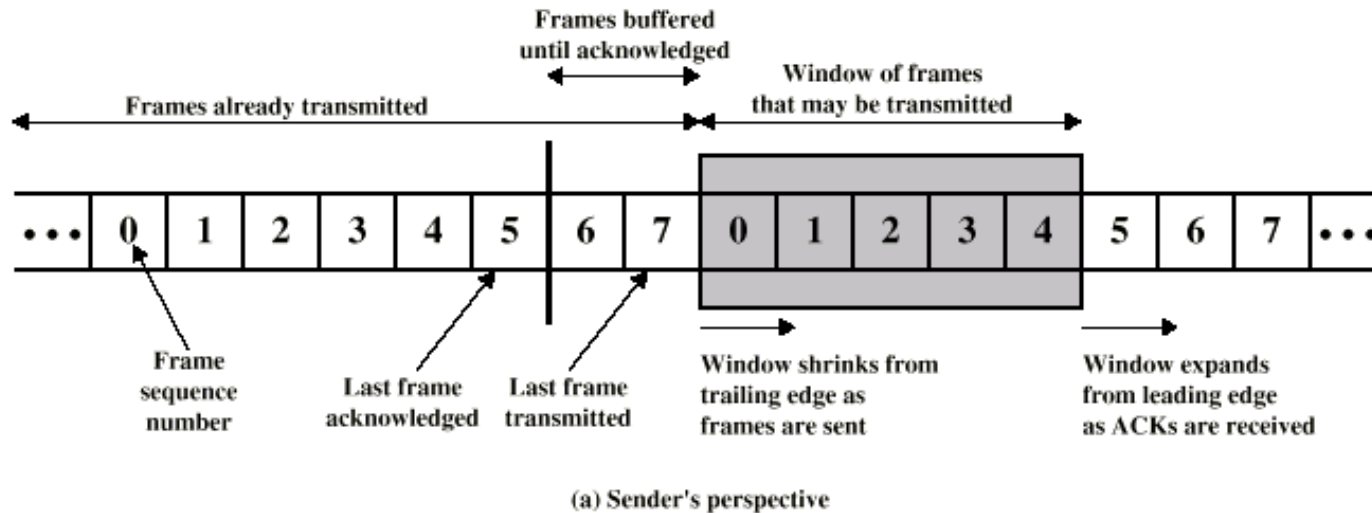 Frames buffered
until acknowledged
Window of frames
that may be transmitted
Frames already transmitted
••• 0 1 2 3 4 5 6 7 0 1 2 3 4 5 6 7 •••
Frame
sequence
number
Last frame
acknowledged
Last frame
transmitted
Window shrinks from
trailing edge as
frames are sent
Window expands
from leading edge
as ACKs are received
(a) Sender's perspective